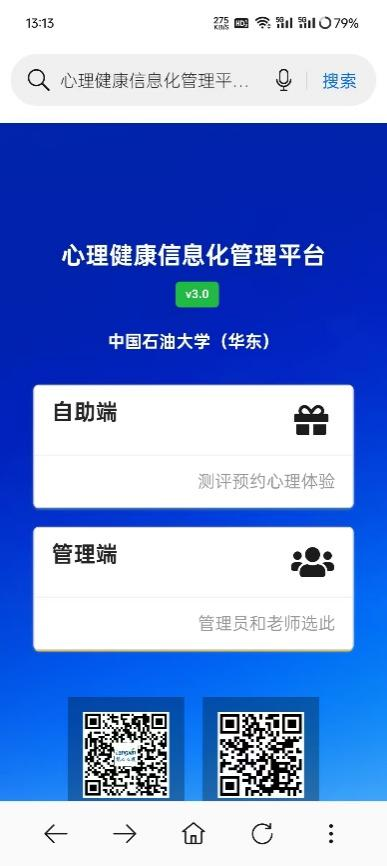 13:13
275
KB/S
HD
5G
5G
79%
心理健康信息化管理平...
搜索
心理健康信息化管理平台
v3.0
中国石油大学（华东）
自助端
测评预约心理体验
管理端
管理员和老师选此